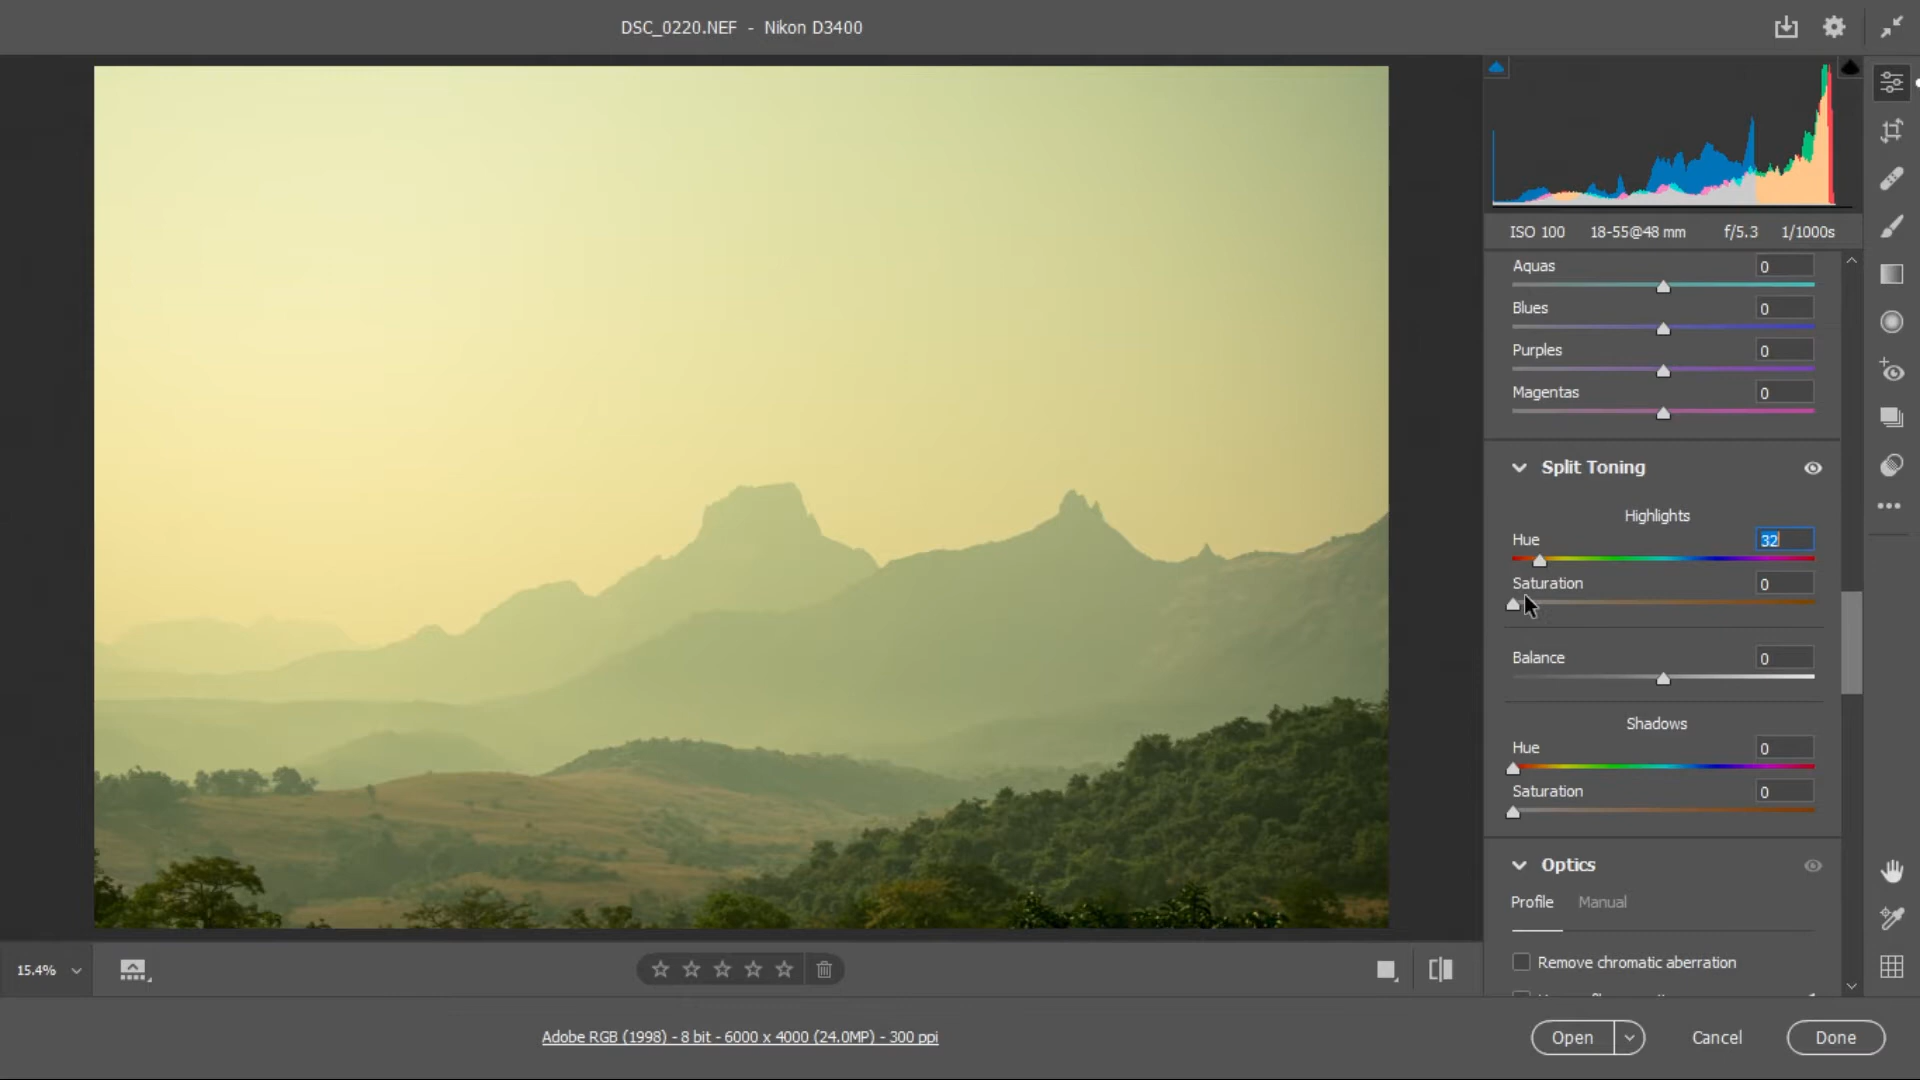 DSC_0220.NEF - Nikon D3400
ISO 100 18-55@48 mm f/5.3 1/1000s
Aquas 0
Blues 0
Purples 0
Magentas 0
Split Toning
Highlights
Hue 32
Saturation 0
Balance 0
Shadows
Hue 0
Saturation 0
Optics
Profile Manual
Remove chromatic aberration
15.4%
Adobe RGB (1998) - 8 bit - 6000 x 4000 (24.0MP) - 300 ppi
Open Cancel Done